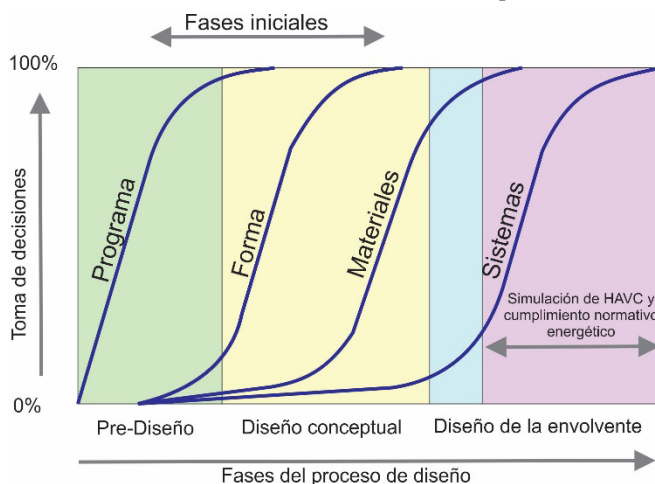 Fases iniciales
100%
Toma de decisiones
0%
Programa
Forma
Materiales
Sistemas
Simulación de HAVC y
cumplimiento normativo
energético
Pre-Diseño
Diseño conceptual
Diseño de la envolvente
Fases del proceso de diseño